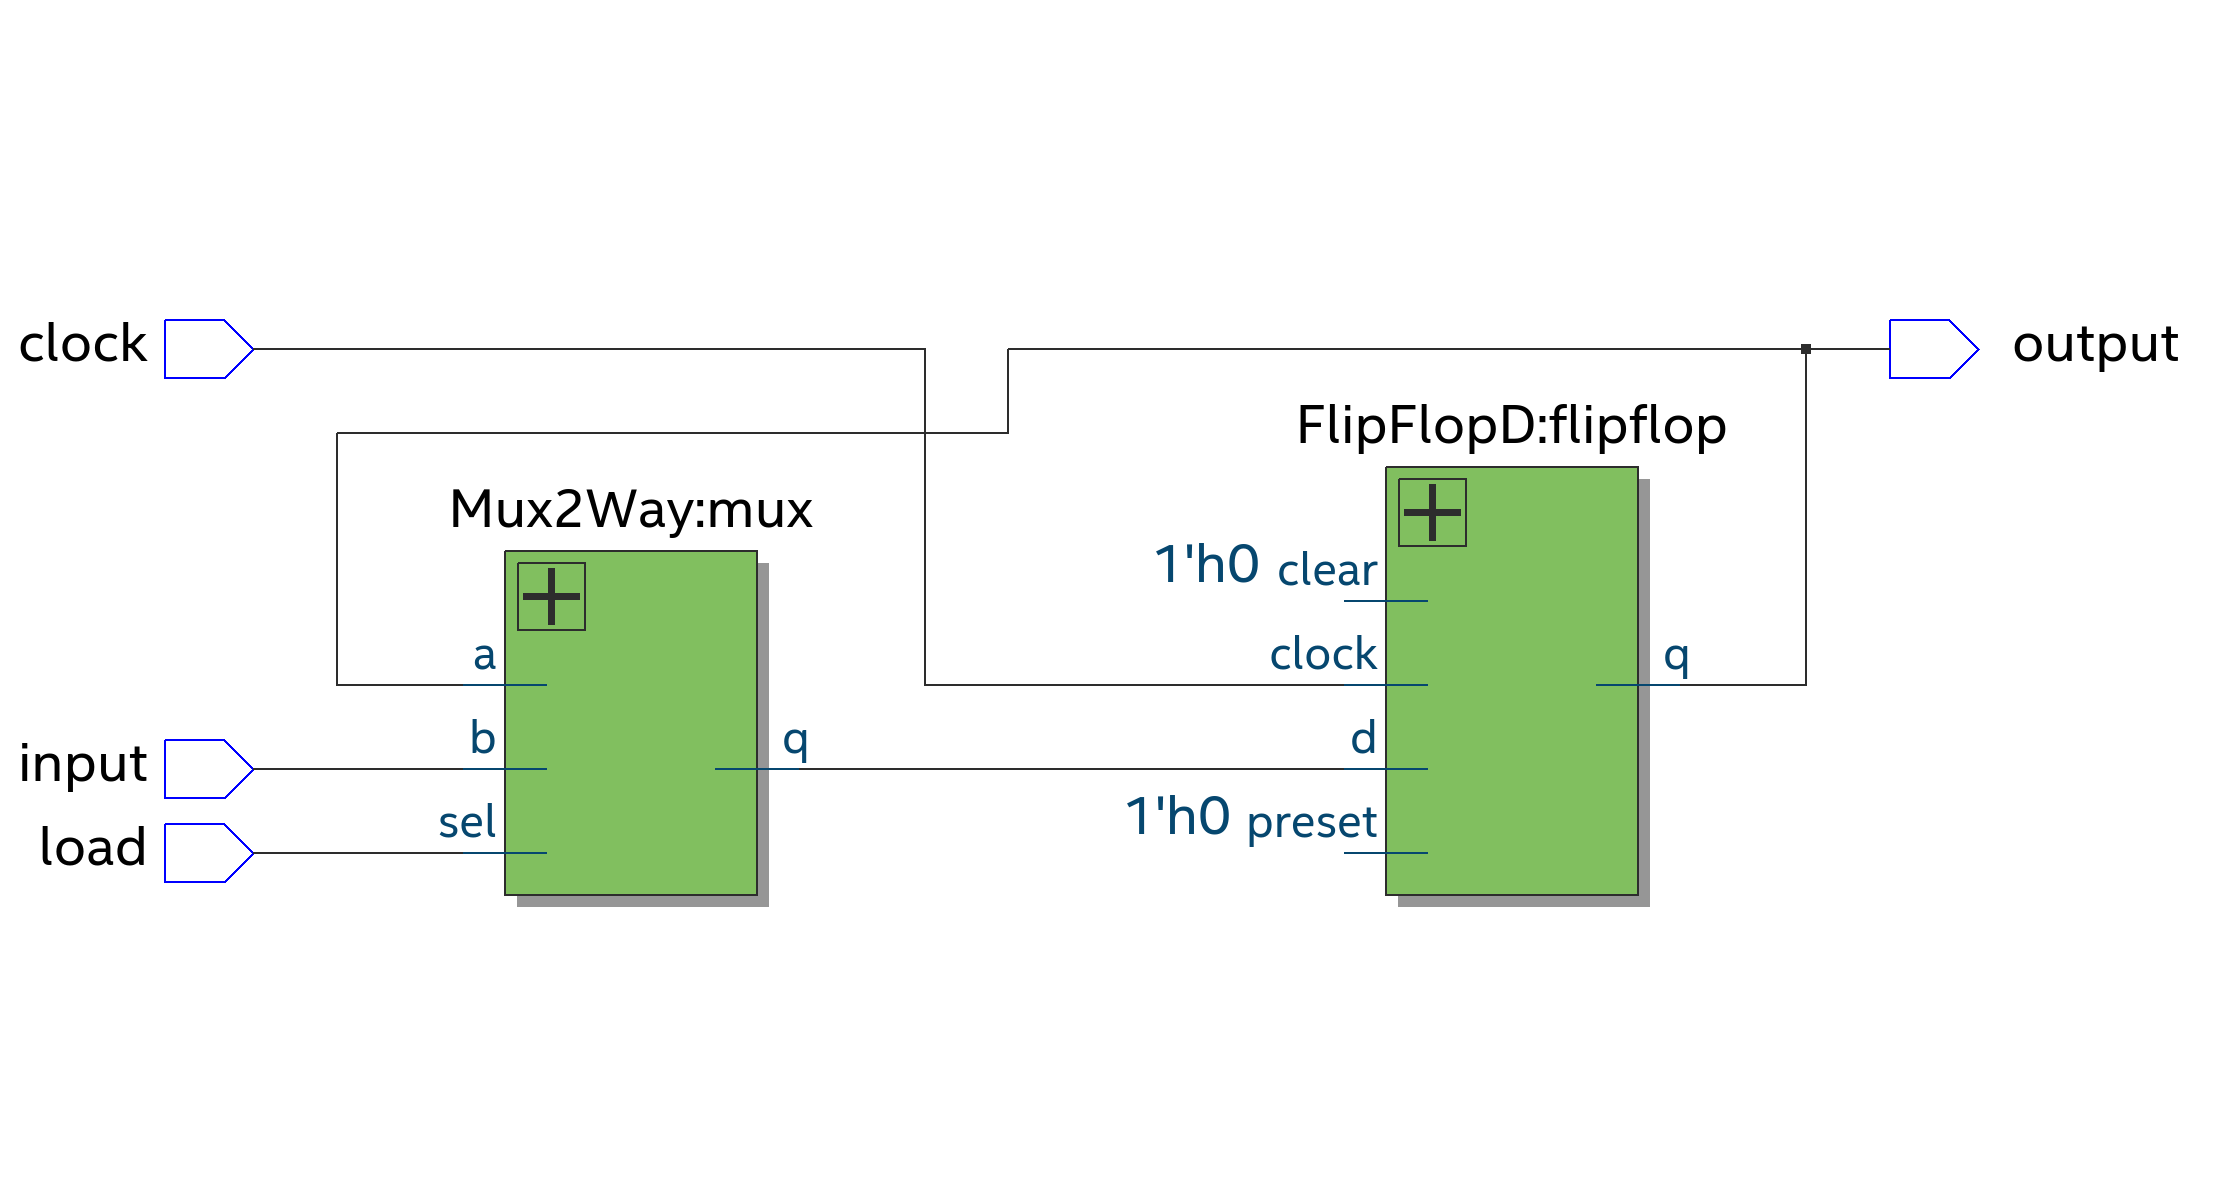 clock
output
FlipFlopD:flipflop
Mux2Way:mux
1'h0 clear
a
clock
q
input
b
q
d
load
sel
1'h0 preset